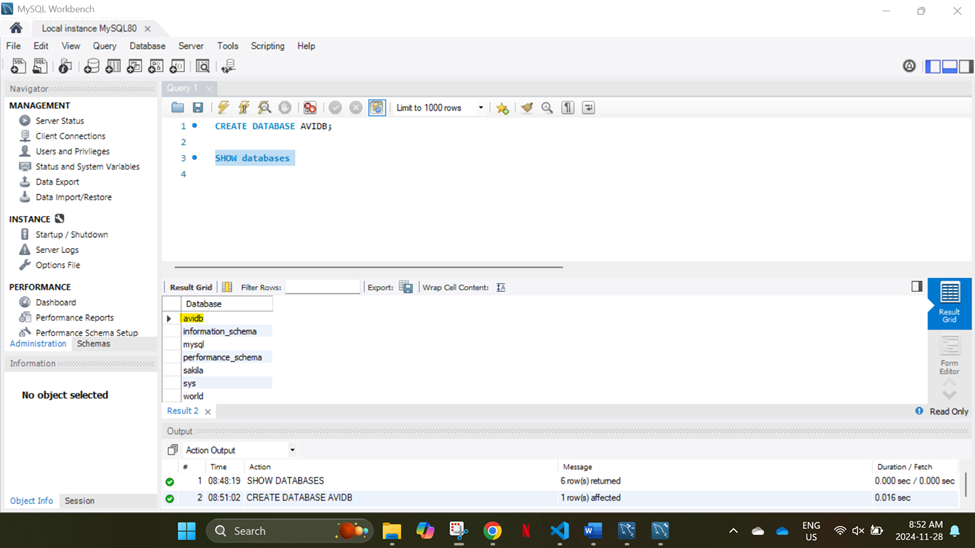 MySQL Workbench
Local instance MySQL80
File Edit View Query Database Server Tools Scripting Help
Navigator
MANAGEMENT
Server Status
Client Connections
Users and Privileges
Status and System Variables
Data Export
Data Import/Restore
INSTANCE
Startup / Shutdown
Server Logs
Options File
PERFORMANCE
Dashboard
Performance Reports
Performance Schema Setup
Administration Schemas
Information
No object selected
Object Info Session
Query 1
Limit to 1000 rows
1 CREATE DATABASE AVIDB;
2
3 SHOW databases
4
Result Grid Filter Rows: Export: Wrap Cell Content:
Database
avidb
information_schema
mysql
performance_schema
sakila
sys
world
Result Grid
Form Editor
Result 2 Read Only
Output
Action Output
# Time Action Message Duration / Fetch
1 08:48:19 SHOW DATABASES 6 row(s) returned 0.000 sec / 0.000 sec
2 08:51:02 CREATE DATABASE AVIDB 1 row(s) affected 0.016 sec
Search
ENG US
8:52 AM
2024-11-28